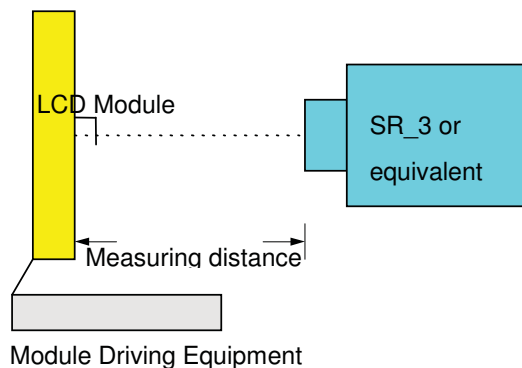 LCD Module
SR_3 or
equivalent
Measuring distance
Module Driving Equipment